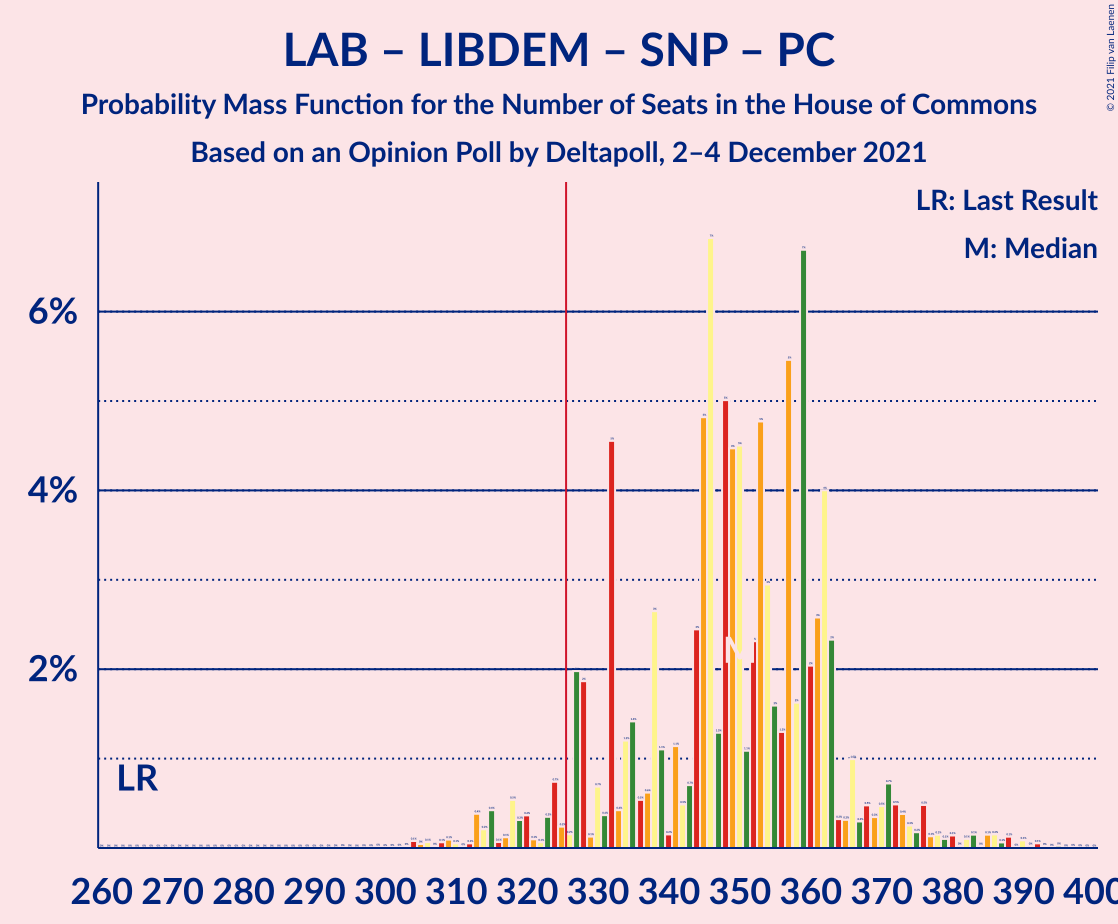 LAB – LIBDEM – SNP – PC
Probability Mass Function for the Number of Seats in the House of Commons
Based on an Opinion Poll by Deltapoll, 2–4 December 2021
© 2021 Filip van Laenen
LR: Last Result
M: Median
6%
4%
2%
LR
M
260 270 280 290 300 310 320 330 340 350 360 370 380 390 400